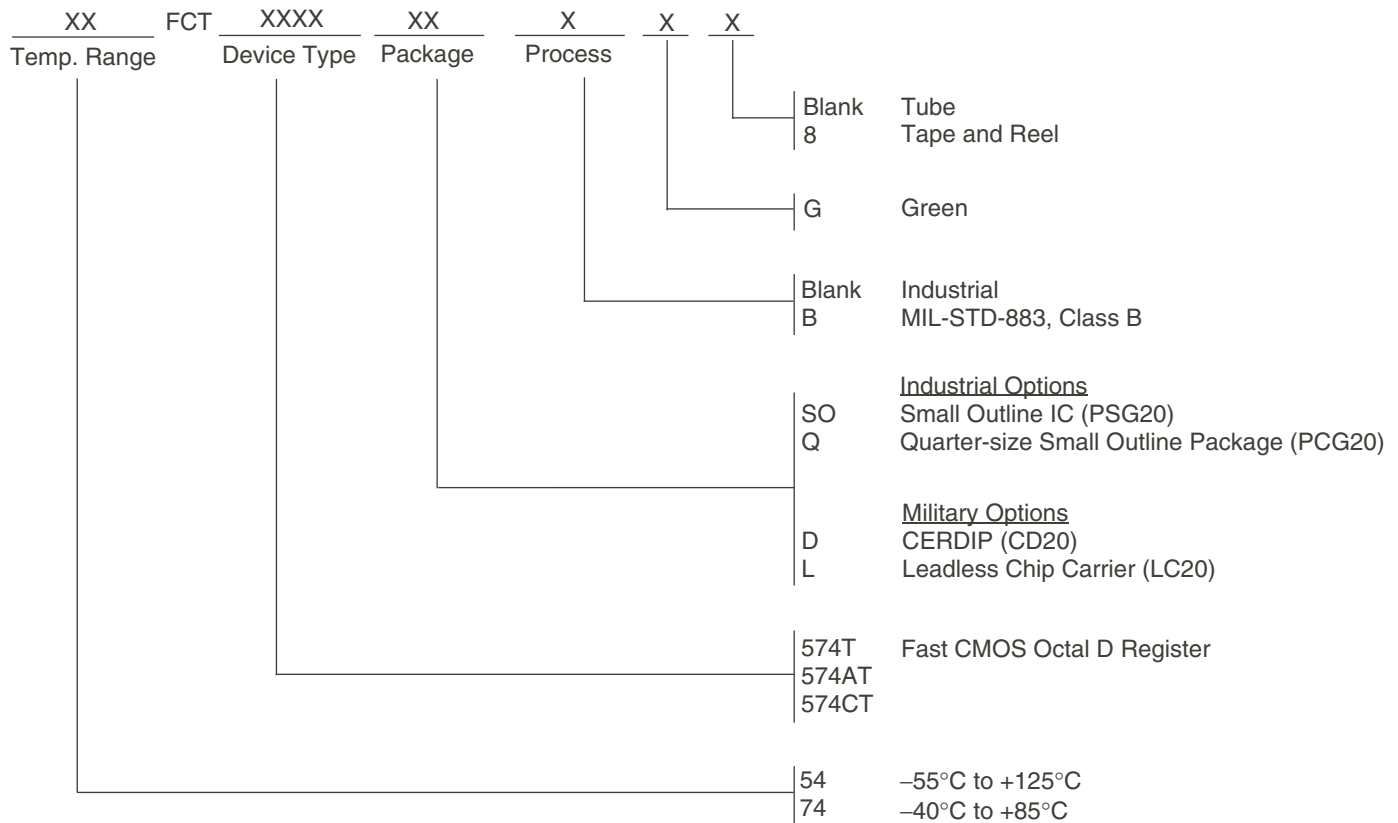 XX FCT XXXX XX X X X
Temp. Range Device Type Package Process
Blank Tube
8 Tape and Reel
G Green
Blank Industrial
B MIL-STD-883, Class B
Industrial Options
SO Small Outline IC (PSG20)
Q Quarter-size Small Outline Package (PCG20)
Military Options
D CERDIP (CD20)
L Leadless Chip Carrier (LC20)
574T Fast CMOS Octal D Register
574AT
574CT
54 –55°C to +125°C
74 –40°C to +85°C